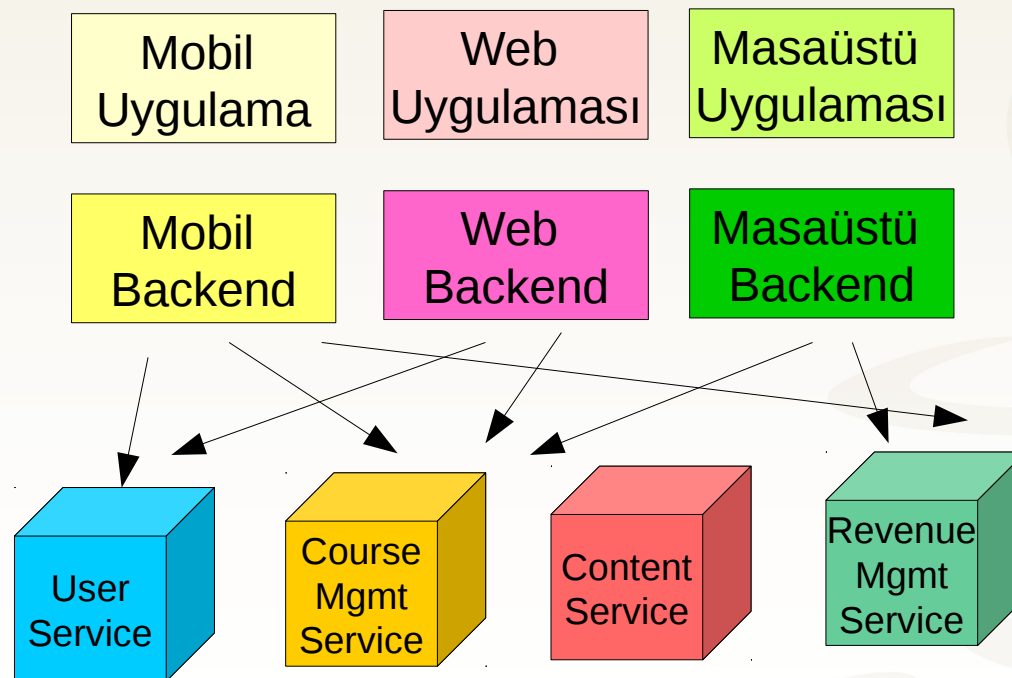 Mobil
Uygulama
Web
Uygulaması
Masaüstü
Uygulaması
Mobil
Backend
Web
Backend
Masaüstü
Backend
User
Service
Course
Mgmt
Service
Content
Service
Revenue
Mgmt
Service